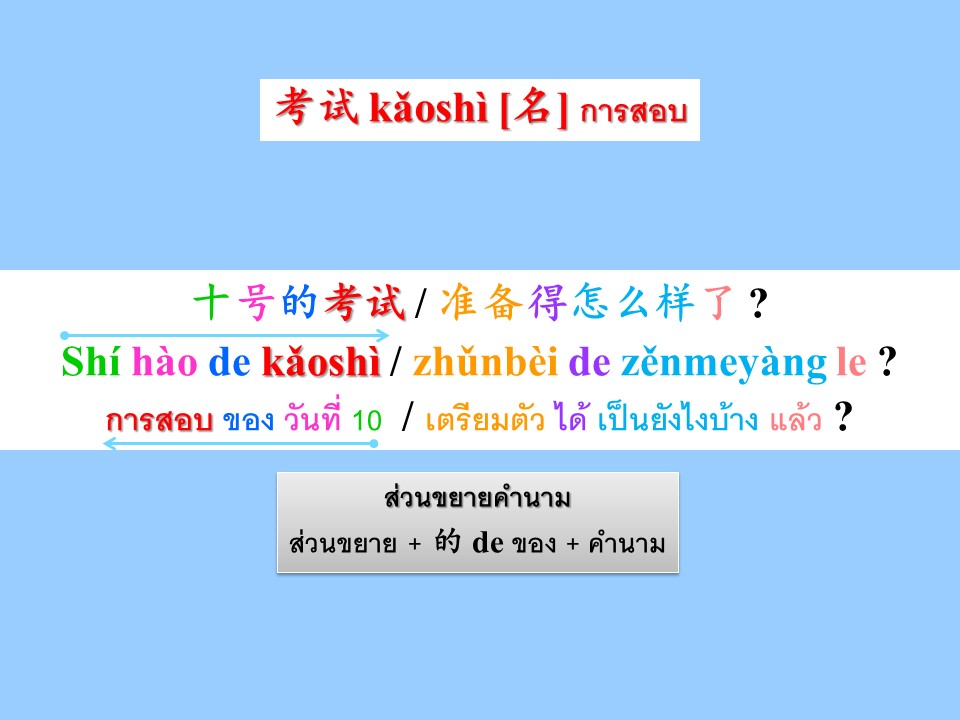 考试 kǎoshì [名] การสอบ
十号的考试 / 准备得怎么样了 ?
Shí hào de kǎoshì / zhǔnbèi de zěnmeyàng le ?
การสอบ ของ วันที่ 10 / เตรียมตัว ได้ เป็นยังไงบ้าง แล้ว ?
ส่วนขยายคำนาม
ส่วนขยาย + 的 de ของ + คำนาม